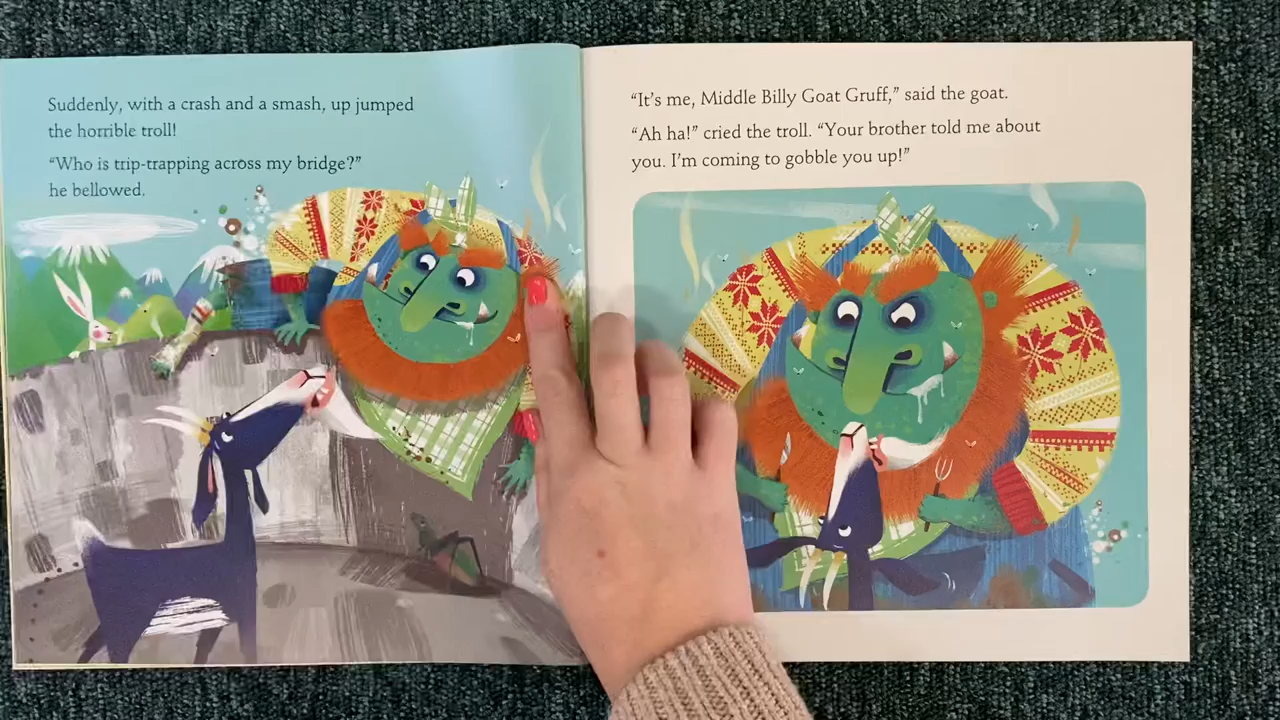 Suddenly, with a crash and a smash, up jumped
the horrible troll!
“Who is trip-trapping across my bridge?”
he bellowed.
“It’s me, Middle Billy Goat Gruff,” said the goat.
“Ah ha!” cried the troll. “Your brother told me about
you. I’m coming to gobble you up!”